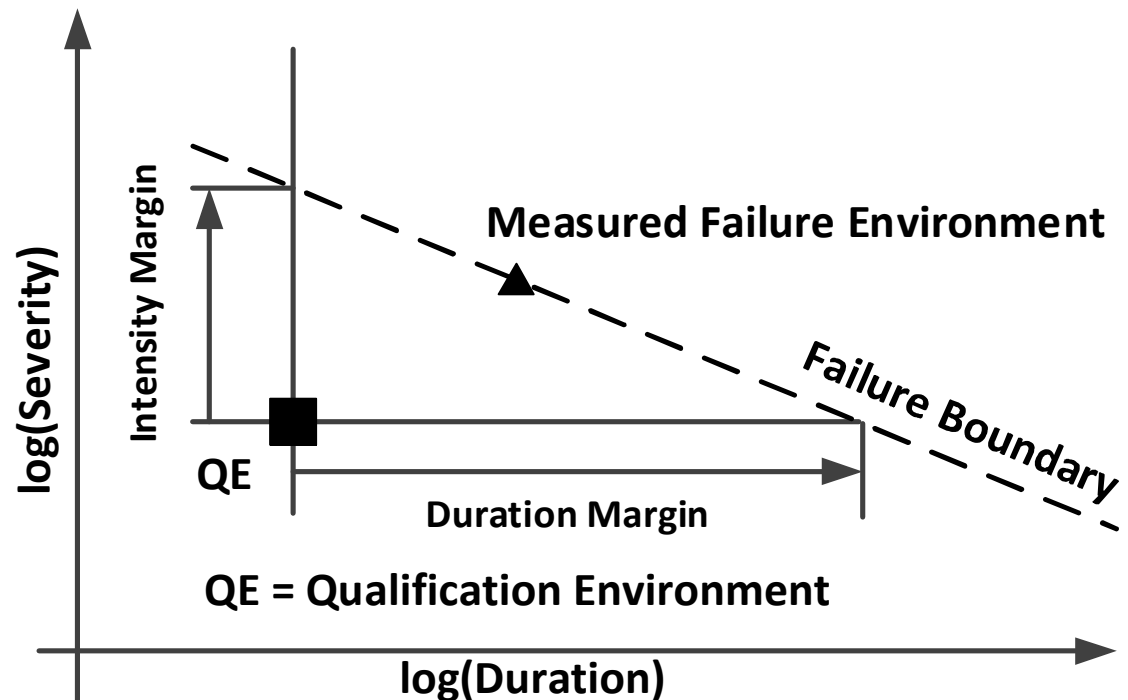 log(Severity)
Intensity Margin
Measured Failure Environment
Failure Boundary
QE
Duration Margin
QE = Qualification Environment
log(Duration)